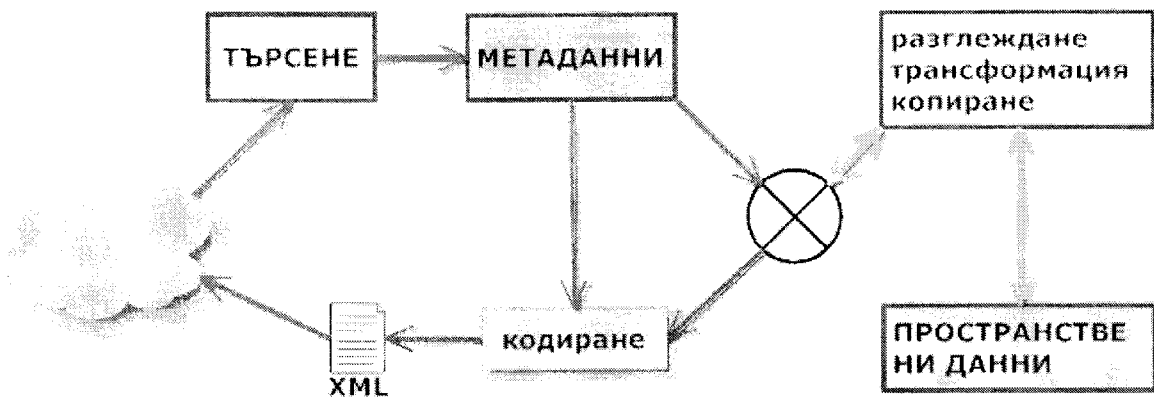 ТЪРСЕНЕ
МЕТАДАННИ
разглеждане
трансформация
копиране
кодиране
XML
ПРОСТРАНСТВЕ
НИ ДАННИ